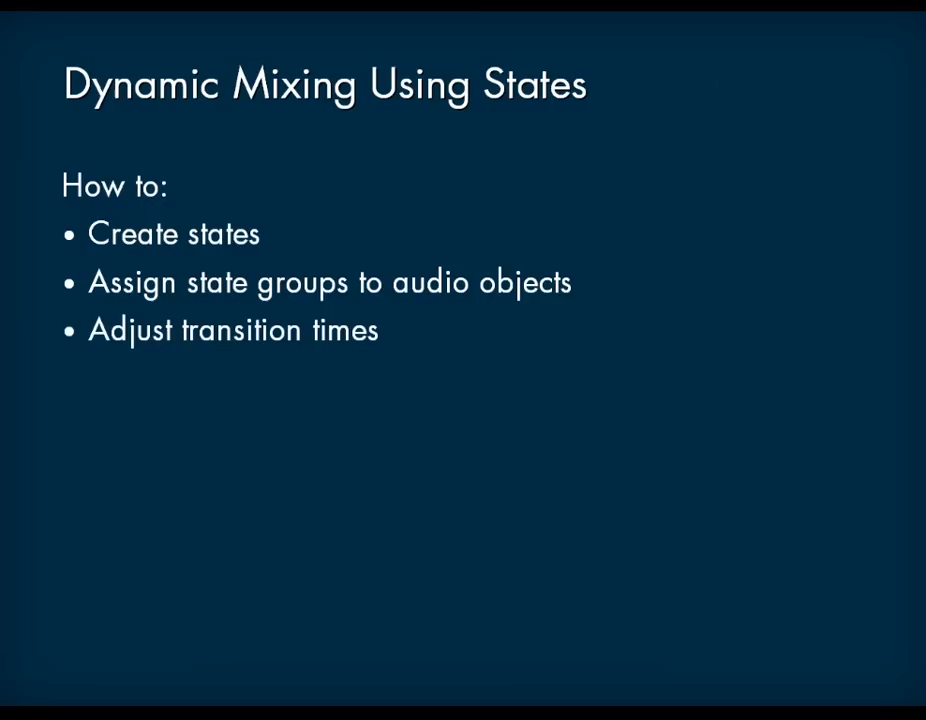 Dynamic Mixing Using States
How to:
• Create states
• Assign state groups to audio objects
• Adjust transition times